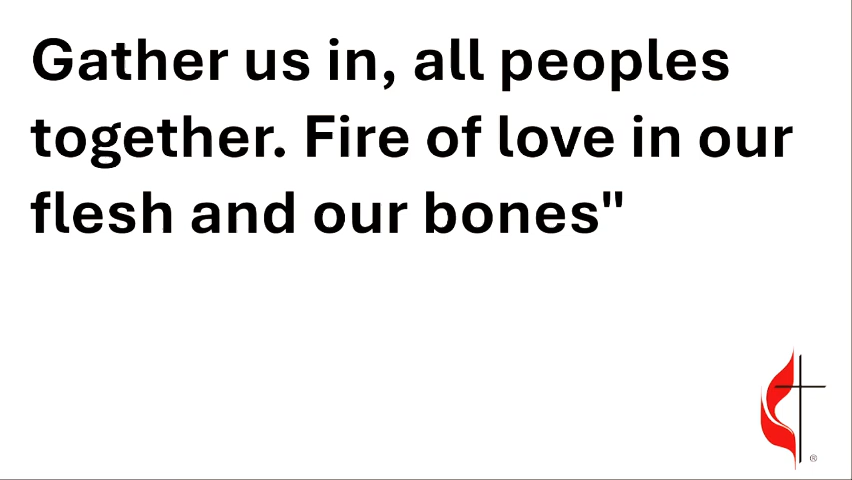 Gather us in, all peoples
together. Fire of love in our
flesh and our bones"
®